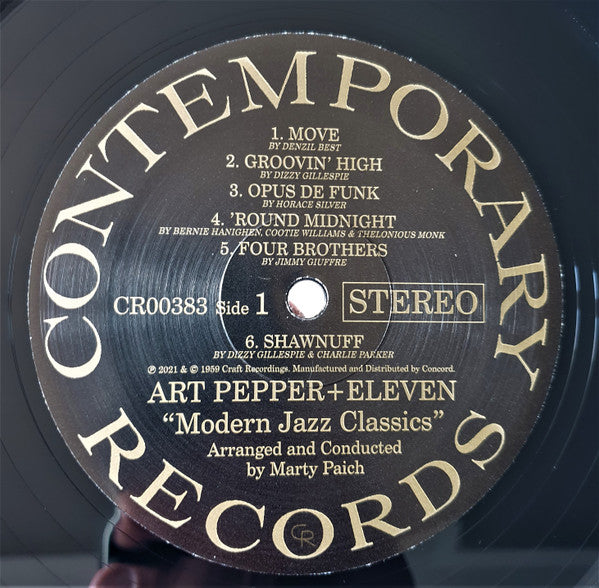 CONTEMPORARY
1. MOVE
BY DENZIL BEST
2. GROOVIN' HIGH
BY DIZZY GILLESPIE
3. OPUS DE FUNK
BY HORACE SILVER
4. 'ROUND MIDNIGHT
BY BERNIE HANIGHEN, COOTIE WILLIAMS & THELONIOUS MONK
5. FOUR BROTHERS
BY JIMMY GIUFFRE
CR00383 Side 1 STEREO
6. SHAWNUFF
BY DIZZY GILLESPIE & CHARLIE PARKER
℗ 2021 & © 1959 Craft Recordings. Manufactured and Distributed by Concord.
ART PEPPER+ELEVEN
“Modern Jazz Classics”
Arranged and Conducted
by Marty Paich
RECORDS
CR